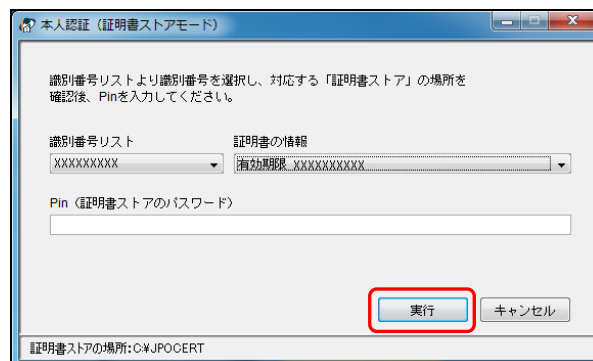 本人認証（証明書ストアモード）
識別番号リストより識別番号を選択し、対応する「証明書ストア」の場所を
確認後、Pinを入力してください。
識別番号リスト 証明書の情報
XXXXXXXXX 有効期限 XXXXXXXXXX
Pin（証明書ストアのパスワード）
実行 キャンセル
証明書ストアの場所:C:¥JPOCERT